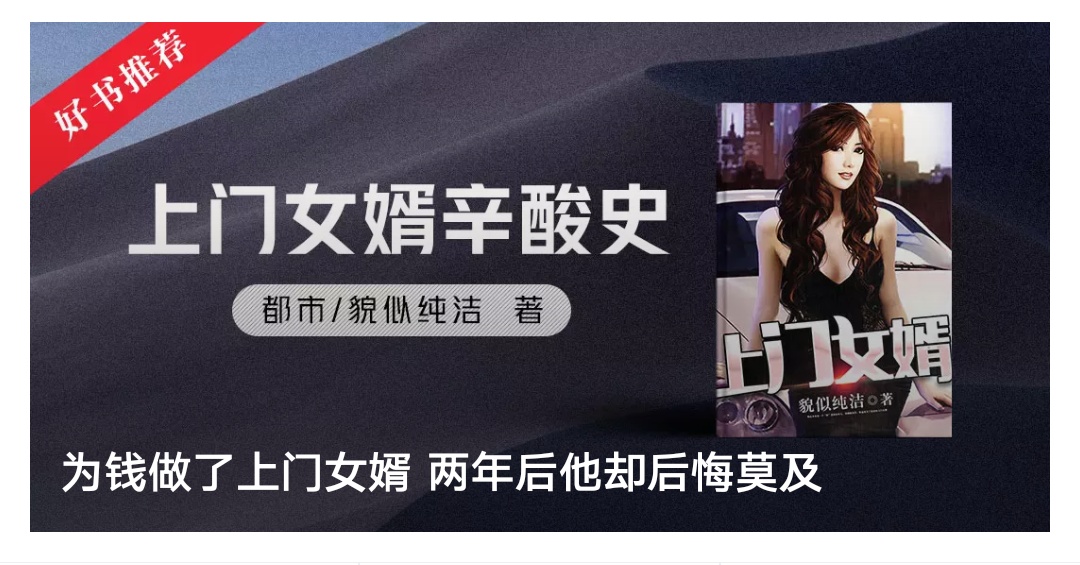 好书推荐
上门女婿辛酸史
都市/貌似纯洁 著
上门女婿
貌似纯洁 著
为钱做了上门女婿 两年后他却后悔莫及